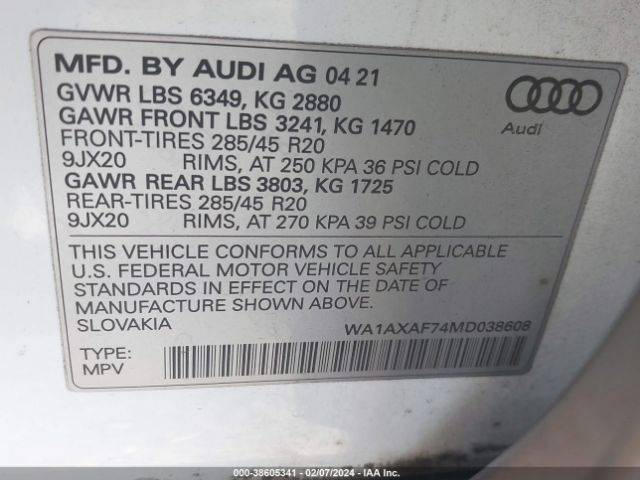 MFD. BY AUDI AG 04 21
GVWR LBS 6349, KG 2880
GAWR FRONT LBS 3241, KG 1470
FRONT-TIRES 285/45 R20
9JX20 RIMS, AT 250 KPA 36 PSI COLD
GAWR REAR LBS 3803, KG 1725
REAR-TIRES 285/45 R20
9JX20 RIMS, AT 270 KPA 39 PSI COLD
Audi
THIS VEHICLE CONFORMS TO ALL APPLICABLE
U.S. FEDERAL MOTOR VEHICLE SAFETY
STANDARDS IN EFFECT ON THE DATE OF
MANUFACTURE SHOWN ABOVE.
SLOVAKIA WA1AXAF74MD038608
TYPE:
MPV
000-38605341 - 02/07/2024 - IAAI.COM